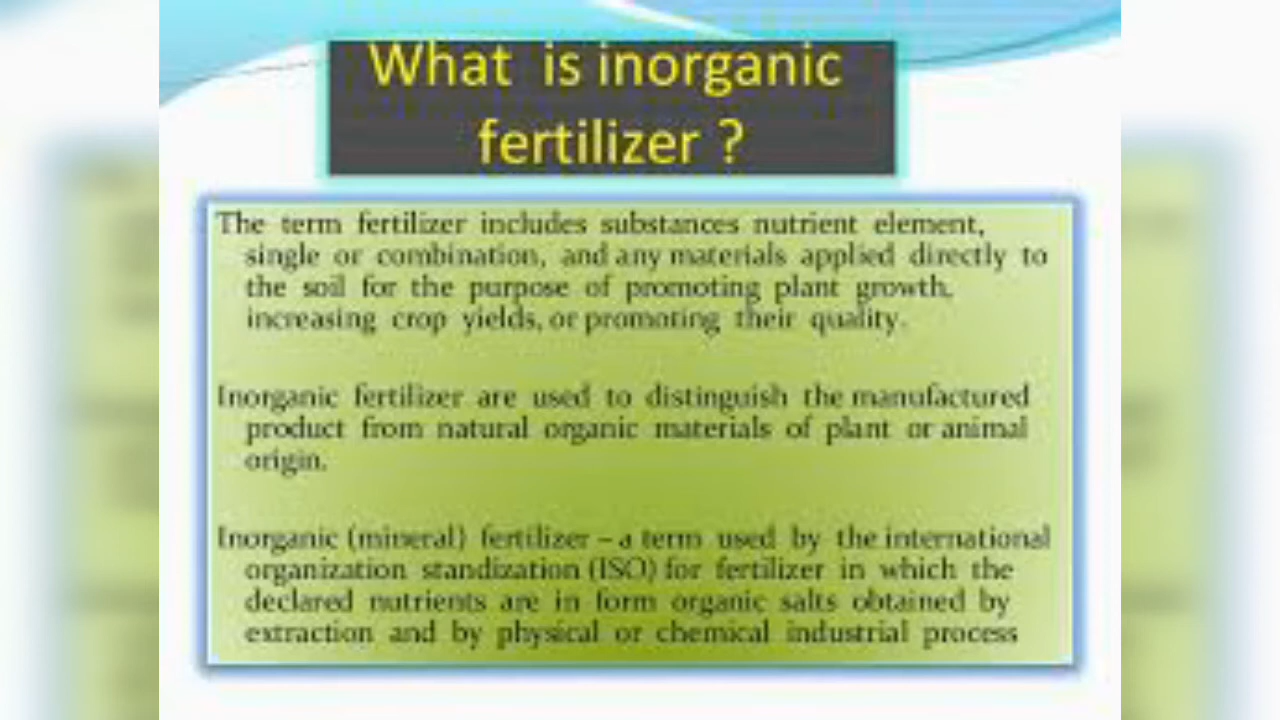 What is inorganic
fertilizer ?
The term fertilizer includes substances nutrient element,
single or combination, and any materials applied directly to
the soil for the purpose of promoting plant growth,
increasing crop yields, or promoting their quality.
Inorganic fertilizer are used to distinguish the manufactured
product from natural organic materials of plant or animal
origin.
Inorganic (mineral) fertilizer – a term used by the international
organization standization (ISO) for fertilizer in which the
declared nutrients are in form organic salts obtained by
extraction and by physical or chemical industrial process